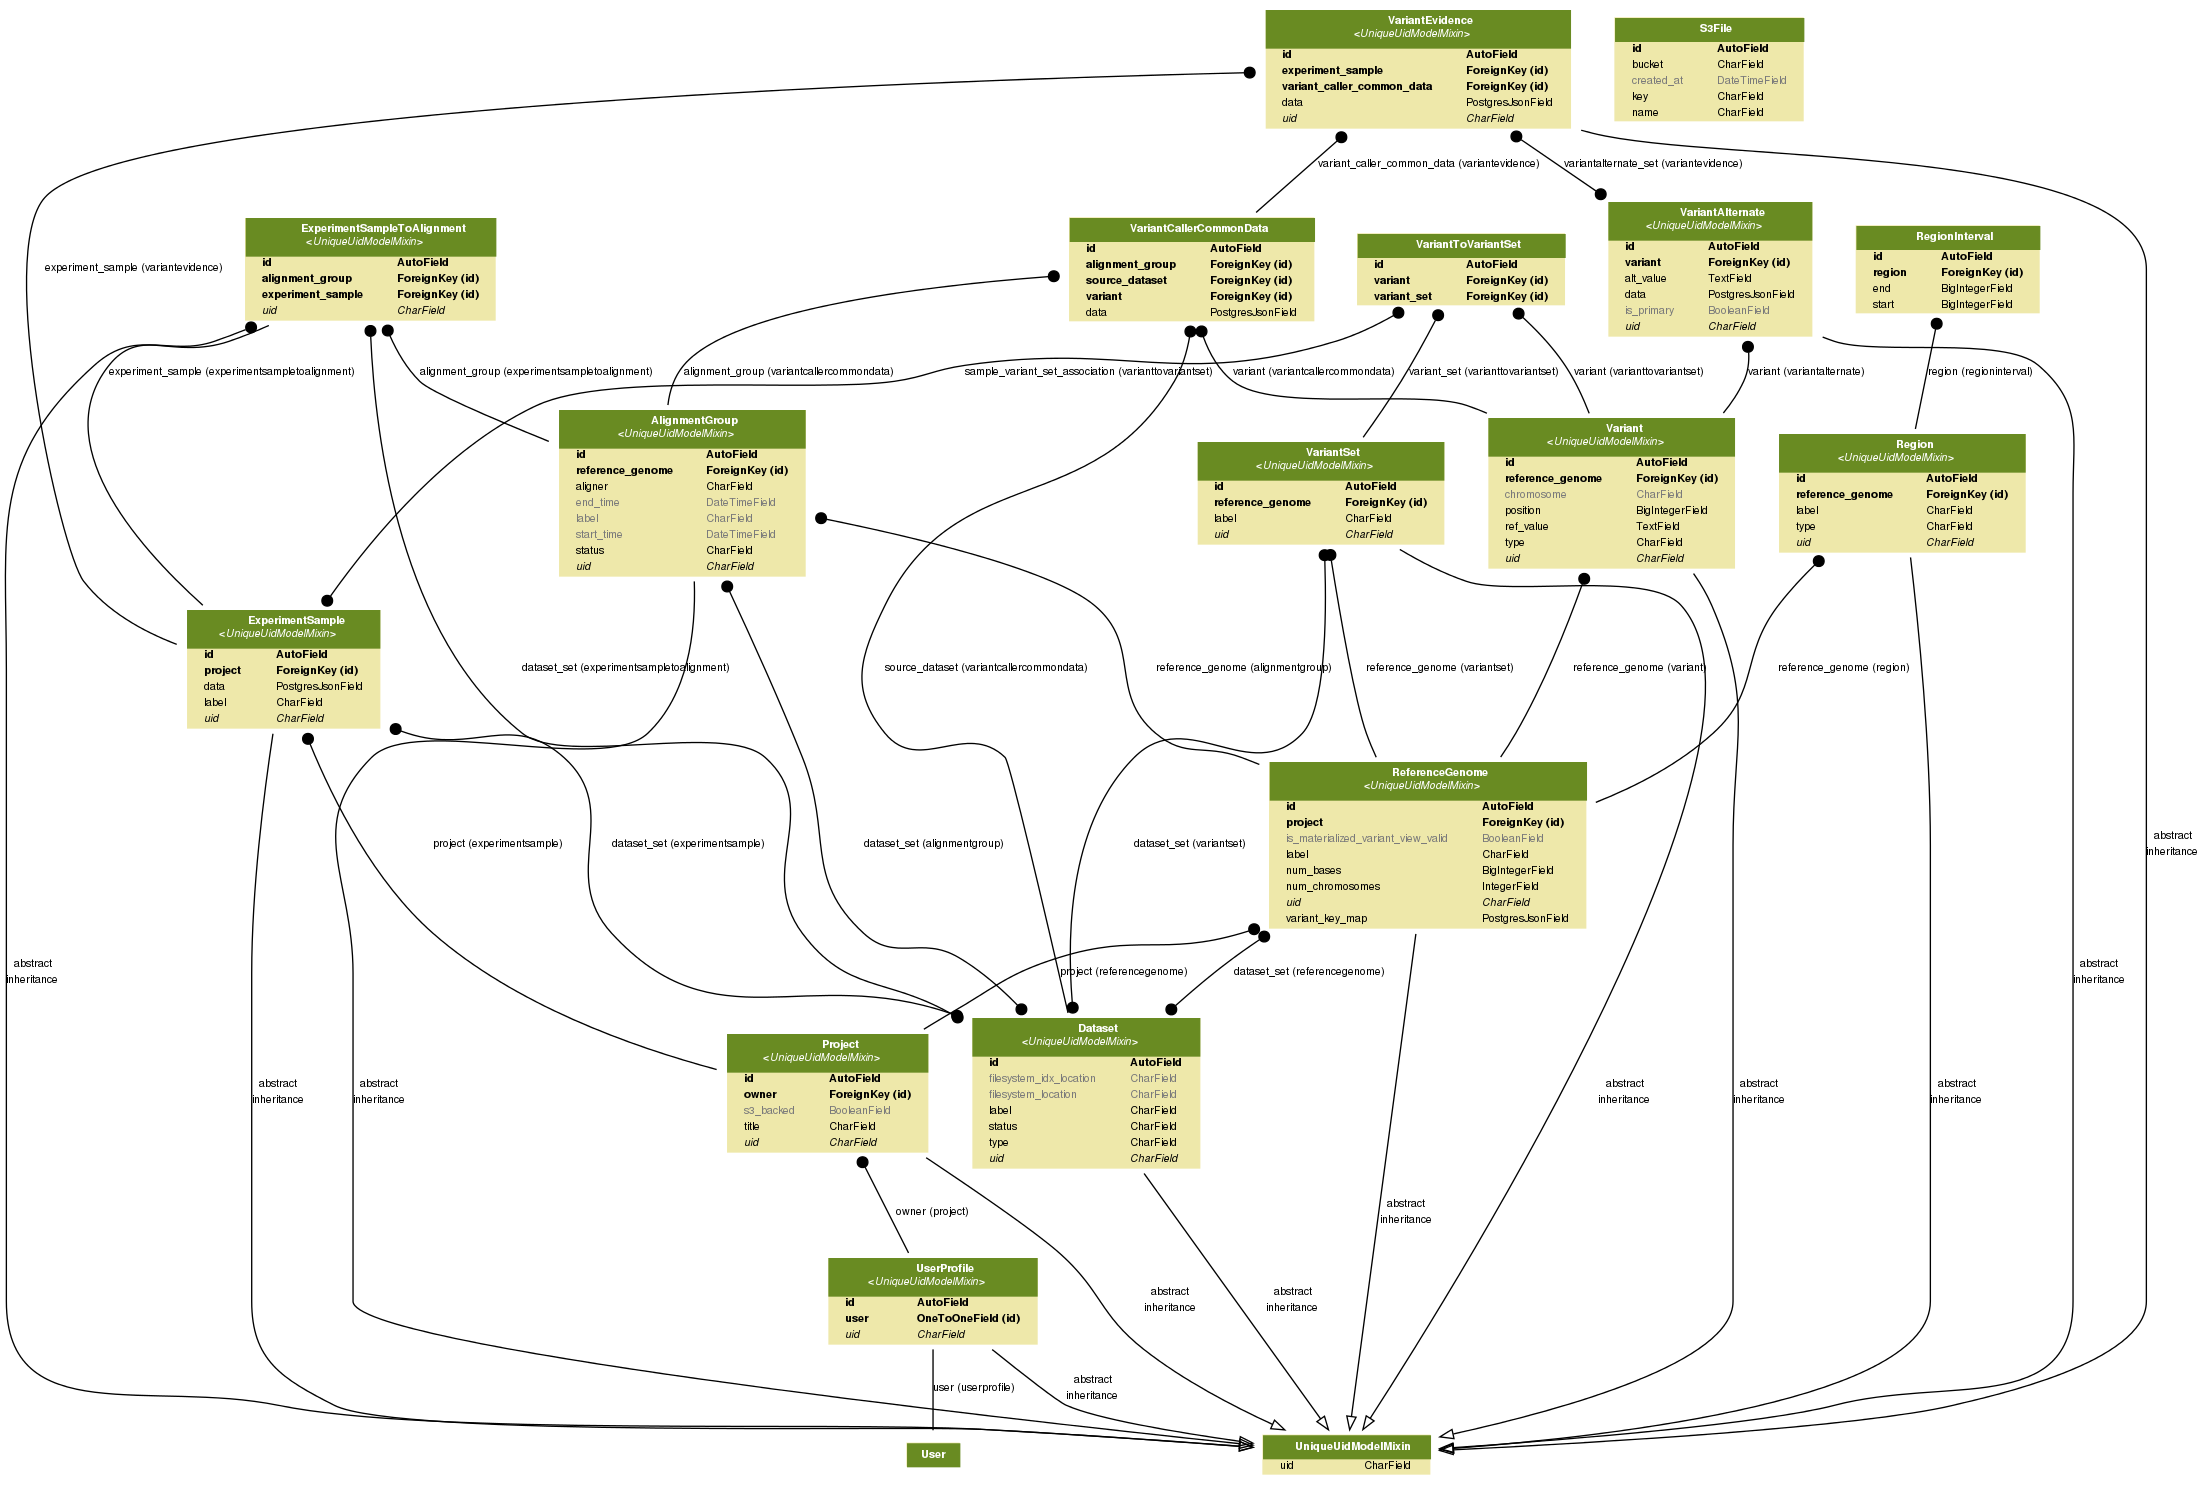 VariantEvidence
<UniqueUidModelMixin>
id AutoField
experiment_sample ForeignKey (id)
variant_caller_common_data ForeignKey (id)
data PostgresJsonField
uid CharField
S3File
id AutoField
bucket CharField
created_at DateTimeField
key CharField
name CharField
variant_caller_common_data (variantevidence)
variantalternate_set (variantevidence)
experiment_sample (variantevidence)
ExperimentSampleToAlignment
<UniqueUidModelMixin>
id AutoField
alignment_group ForeignKey (id)
experiment_sample ForeignKey (id)
uid CharField
VariantCallerCommonData
id AutoField
alignment_group ForeignKey (id)
source_dataset ForeignKey (id)
variant ForeignKey (id)
data PostgresJsonField
VariantToVariantSet
id AutoField
variant ForeignKey (id)
variant_set ForeignKey (id)
VariantAlternate
<UniqueUidModelMixin>
id AutoField
variant ForeignKey (id)
alt_value TextField
data PostgresJsonField
is_primary BooleanField
uid CharField
RegionInterval
id AutoField
region ForeignKey (id)
end BigIntegerField
start BigIntegerField
experiment_sample (experimentsampletoalignment)
alignment_group (experimentsampletoalignment)
alignment_group (variantcallercommondata)
sample_variant_set_association (varianttovariantset)
variant (variantcallercommondata)
variant_set (varianttovariantset)
variant (varianttovariantset)
variant (variantalternate)
region (regioninterval)
AlignmentGroup
<UniqueUidModelMixin>
id AutoField
reference_genome ForeignKey (id)
aligner CharField
end_time DateTimeField
label CharField
start_time DateTimeField
status CharField
uid CharField
VariantSet
<UniqueUidModelMixin>
id AutoField
reference_genome ForeignKey (id)
label CharField
uid CharField
Variant
<UniqueUidModelMixin>
id AutoField
reference_genome ForeignKey (id)
chromosome CharField
position BigIntegerField
ref_value TextField
type CharField
uid CharField
Region
<UniqueUidModelMixin>
id AutoField
reference_genome ForeignKey (id)
label CharField
type CharField
uid CharField
ExperimentSample
<UniqueUidModelMixin>
id AutoField
project ForeignKey (id)
data PostgresJsonField
label CharField
uid CharField
dataset_set (experimentsampletoalignment)
source_dataset (variantcallercommondata)
reference_genome (alignmentgroup)
reference_genome (variantset)
reference_genome (variant)
reference_genome (region)
ReferenceGenome
<UniqueUidModelMixin>
id AutoField
project ForeignKey (id)
is_materialized_variant_view_valid BooleanField
label CharField
num_bases BigIntegerField
num_chromosomes IntegerField
uid CharField
variant_key_map PostgresJsonField
project (experimentsample)
dataset_set (experimentsample)
dataset_set (alignmentgroup)
dataset_set (variantset)
abstract
inheritance
abstract
inheritance
project (referencegenome)
dataset_set (referencegenome)
abstract
inheritance
Project
<UniqueUidModelMixin>
id AutoField
owner ForeignKey (id)
s3_backed BooleanField
title CharField
uid CharField
Dataset
<UniqueUidModelMixin>
id AutoField
filesystem_idx_location CharField
filesystem_location CharField
label CharField
status CharField
type CharField
uid CharField
abstract
inheritance
abstract
inheritance
abstract
inheritance
abstract
inheritance
abstract
inheritance
owner (project)
abstract
inheritance
UserProfile
<UniqueUidModelMixin>
id AutoField
user OneToOneField (id)
uid CharField
abstract
inheritance
abstract
inheritance
user (userprofile)
abstract
inheritance
User
UniqueUidModelMixin
uid CharField